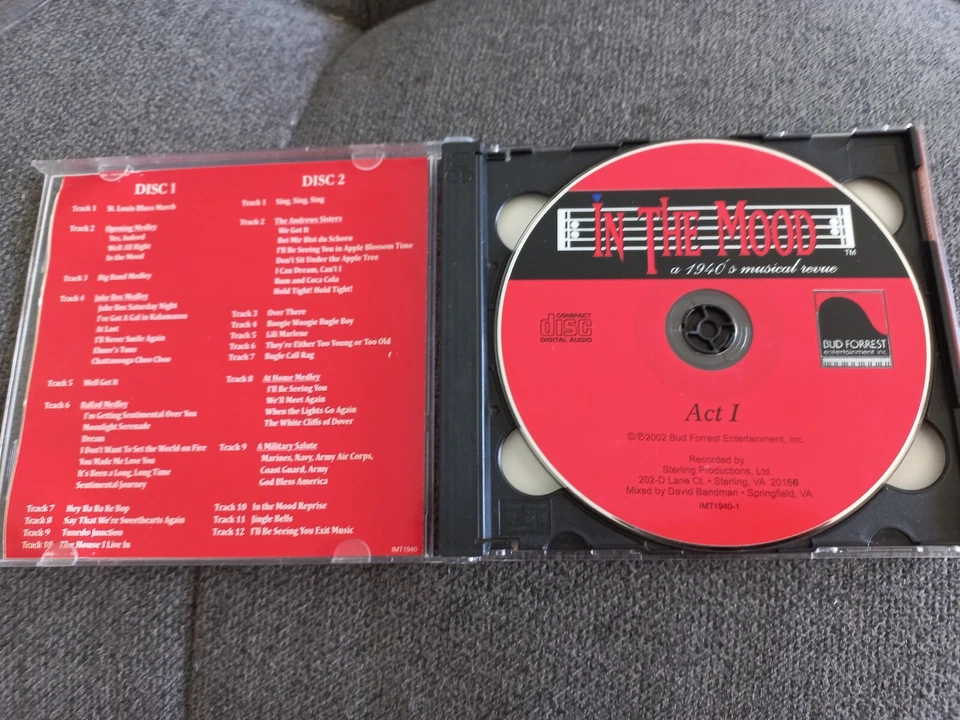 DISC 1
Track 1 St. Louis Blues March
Track 2 Opening Medley
Yes, Indeed
Well All Right
In the Mood
Track 3 Big Band Medley
Track 4 Juke Box Medley
Juke Box Saturday Night
I've Got A Gal in Kalamazoo
At Last
I'll Never Smile Again
Elmer's Tune
Chattanooga Choo Choo
Track 5 Well Get It
Track 6 Ballad Medley
I'm Getting Sentimental Over You
Moonlight Serenade
Dream
I Don't Want To Set the World on Fire
You Made Me Love You
It's Been a Long, Long Time
Sentimental Journey
Track 7 Hey Ba Ba Re Bop
Track 8 Say That We're Sweethearts Again
Track 9 Tuxedo Junction
Track 10 The House I Live In
DISC 2
Track 1 Sing, Sing, Sing
Track 2 The Andrews Sisters
We Got It
Bei Mir Bist du Schoen
I'll Be Seeing You in Apple Blossom Time
Don't Sit Under the Apple Tree
I Can Dream, Can't I
Rum and Coca Cola
Hold Tight! Hold Tight!
Track 3 Over There
Track 4 Boogie Woogie Bugle Boy
Track 5 Lili Marlene
Track 6 They're Either Too Young or Too Old
Track 7 Bugle Call Rag
Track 8 At Home Medley
I'll Be Seeing You
We'll Meet Again
When the Lights Go Again
The White Cliffs of Dover
Track 9 A Military Salute
Marines, Navy, Army Air Corps,
Coast Guard, Army
God Bless America
Track 10 In the Mood Reprise
Track 11 Jingle Bells
Track 12 I'll Be Seeing You Exit Music
IMT1940
IN THE MOOD
TM
a 1940's musical revue
COMPACT
disc
DIGITAL AUDIO
BUD FORREST
entertainment inc.
Act I
©℗2002 Bud Forrest Entertainment, Inc.
Recorded by
Sterling Productions, Ltd.
202-D Lane Ct. • Sterling, VA 20166
Mixed by David Bandman • Springfield, VA
IMT1940-1